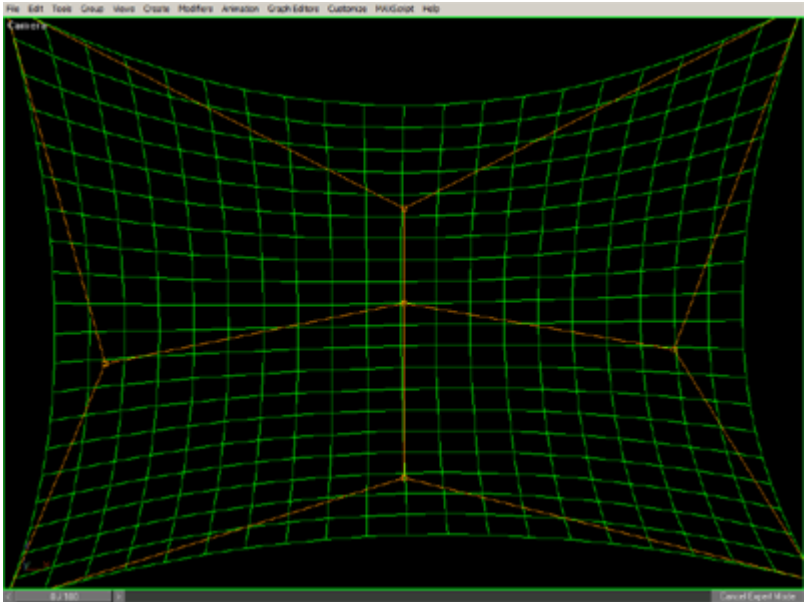 File Edit Tools Group Views Create Modifiers Animation Graph Editors Customize MAXScript Help
Camera
0 / 100
Cancel Expert Mode